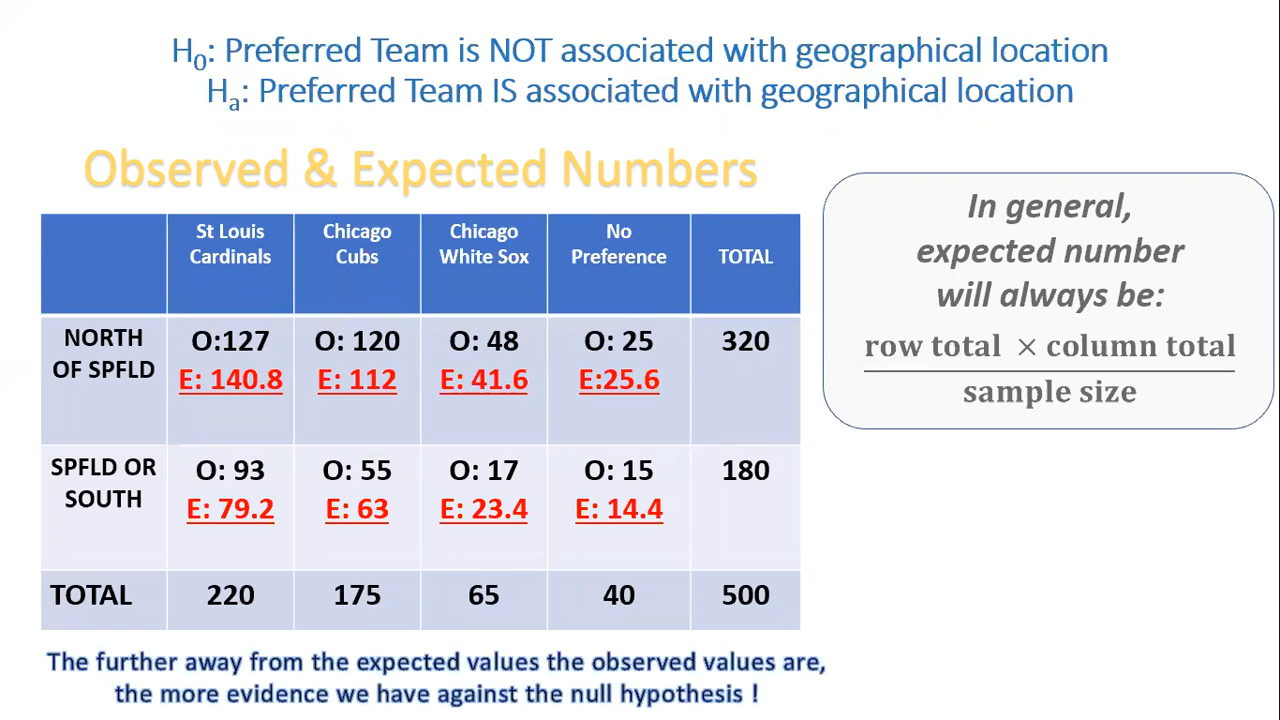 H₀: Preferred Team is NOT associated with geographical location
Hₐ: Preferred Team IS associated with geographical location
Observed & Expected Numbers
St Louis Cardinals
Chicago Cubs
Chicago White Sox
No Preference
TOTAL
NORTH OF SPFLD
O:127
E: 140.8
O: 120
E: 112
O: 48
E: 41.6
O: 25
E:25.6
320
SPFLD OR SOUTH
O: 93
E: 79.2
O: 55
E: 63
O: 17
E: 23.4
O: 15
E: 14.4
180
TOTAL
220
175
65
40
500
The further away from the expected values the observed values are,
the more evidence we have against the null hypothesis !
In general,
expected number
will always be:
row total × column total
sample size